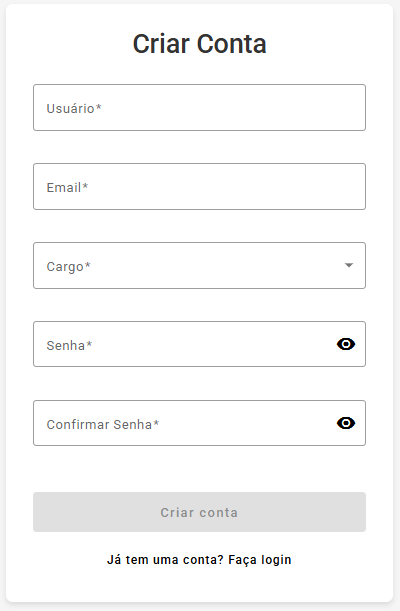 Criar Conta
Usuário*
Email*
Cargo*
Senha*
Confirmar Senha*
Criar conta
Já tem uma conta? Faça login